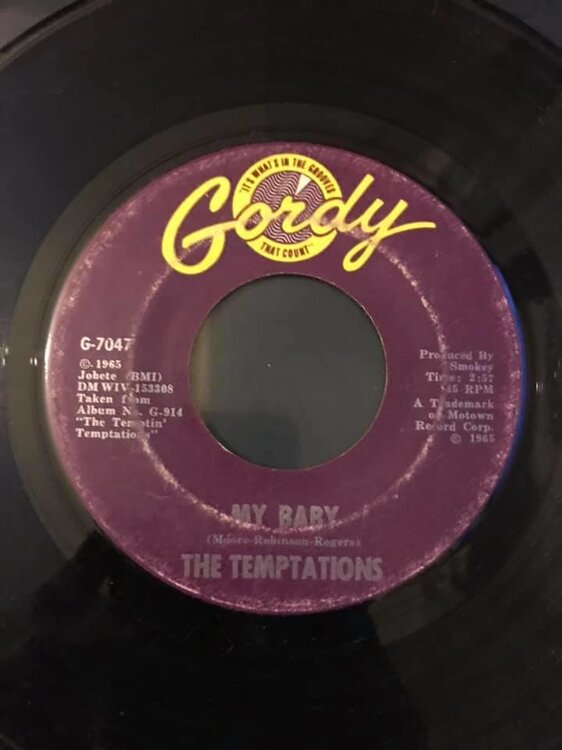 "IT'S WHAT'S IN THE GROOVES
Gordy
THAT COUNT"
G-7047
© 1965
Jobete (BMI)
DM WIV-153308
Taken from
Album No. G-914
"The Temptin'
Temptations"
Produced By
Smokey
Time: 2:57
45 RPM
A Trademark
of Motown
Record Corp.
© 1965
MY BABY
(Moore-Robinson-Rogers)
THE TEMPTATIONS